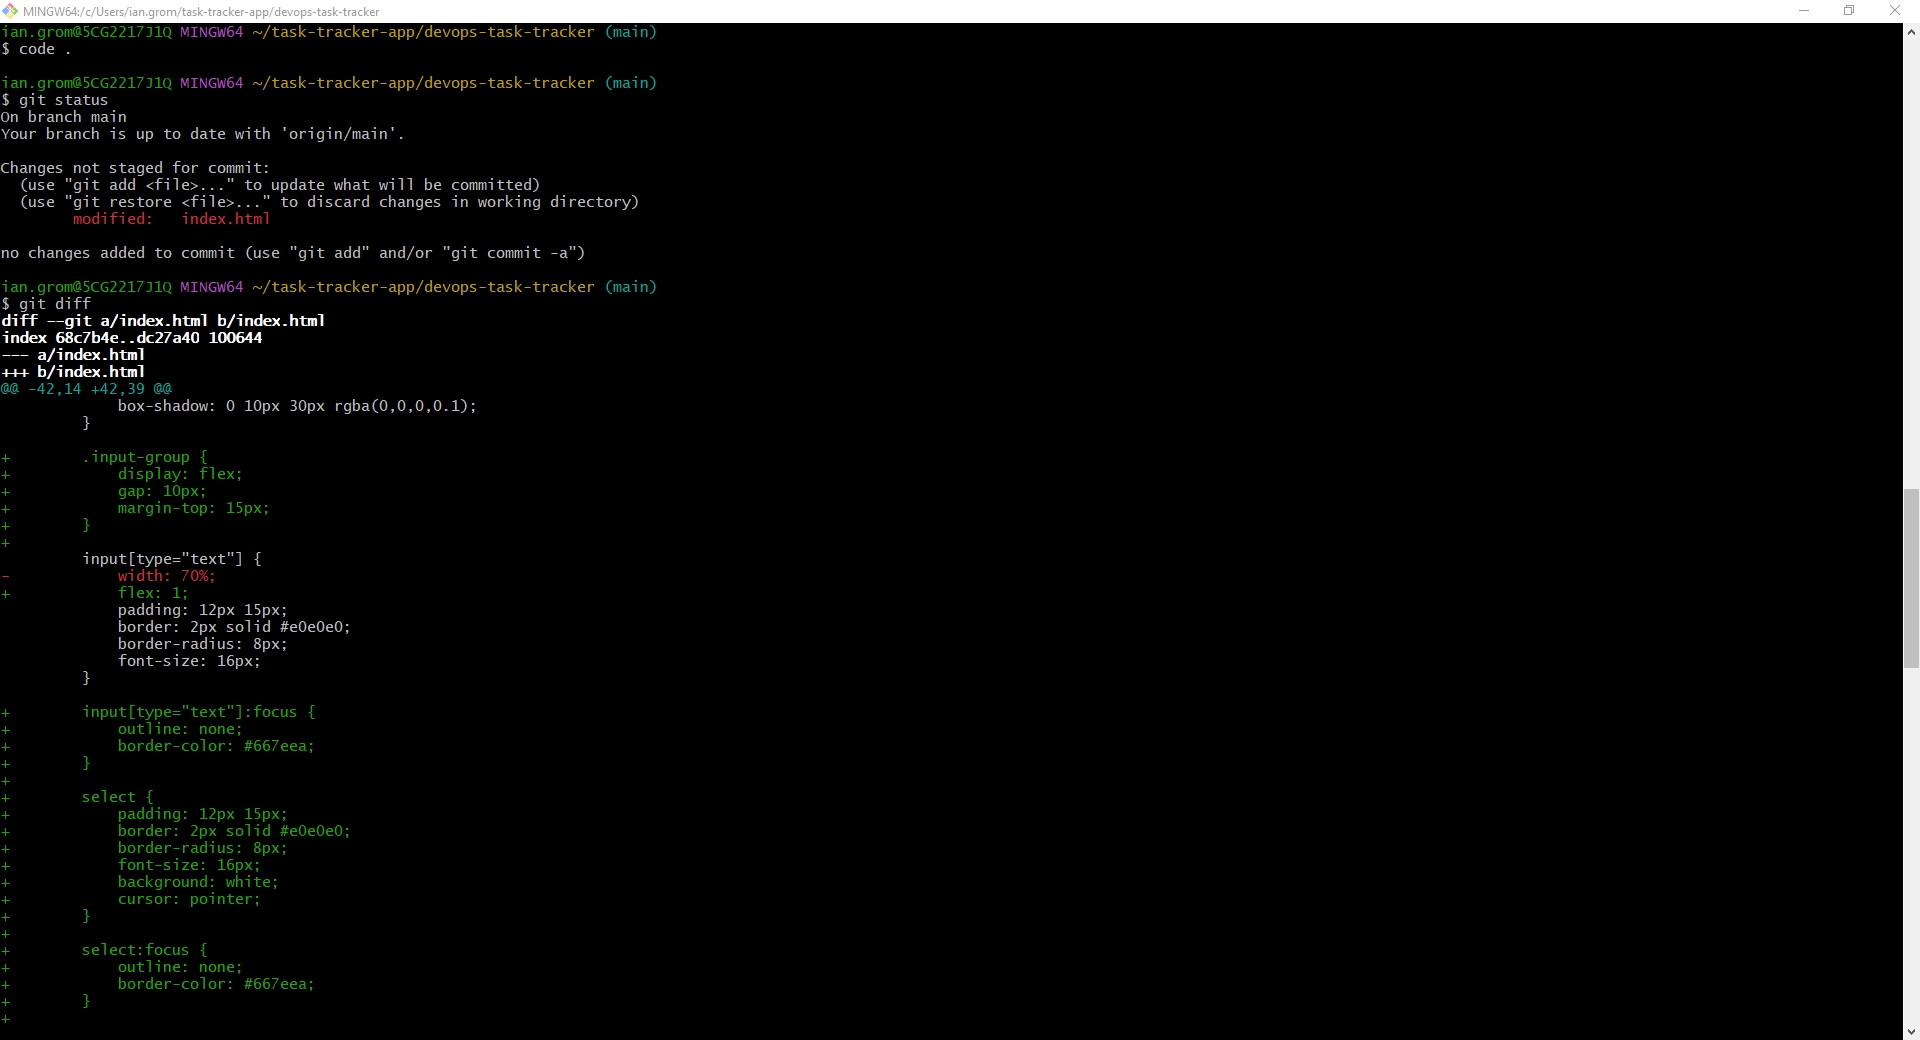 MINGW64:/c/Users/ian.grom/task-tracker-app/devops-task-tracker
ian.grom@5CG2217J1Q MINGW64 ~/task-tracker-app/devops-task-tracker (main)
$ code .
ian.grom@5CG2217J1Q MINGW64 ~/task-tracker-app/devops-task-tracker (main)
$ git status
On branch main
Your branch is up to date with 'origin/main'.
Changes not staged for commit:
  (use "git add <file>..." to update what will be committed)
  (use "git restore <file>..." to discard changes in working directory)
        modified:   index.html
no changes added to commit (use "git add" and/or "git commit -a")
ian.grom@5CG2217J1Q MINGW64 ~/task-tracker-app/devops-task-tracker (main)
$ git diff
diff --git a/index.html b/index.html
index 68c7b4e..dc27a40 100644
--- a/index.html
+++ b/index.html
@@ -42,14 +42,39 @@
             box-shadow: 0 10px 30px rgba(0,0,0,0.1);
         }
+        .input-group {
+            display: flex;
+            gap: 10px;
+            margin-top: 15px;
+        }
+
         input[type="text"] {
-            width: 70%;
+            flex: 1;
             padding: 12px 15px;
             border: 2px solid #e0e0e0;
             border-radius: 8px;
             font-size: 16px;
         }
+        input[type="text"]:focus {
+            outline: none;
+            border-color: #667eea;
+        }
+
+        select {
+            padding: 12px 15px;
+            border: 2px solid #e0e0e0;
+            border-radius: 8px;
+            font-size: 16px;
+            background: white;
+            cursor: pointer;
+        }
+
+        select:focus {
+            outline: none;
+            border-color: #667eea;
+        }
+